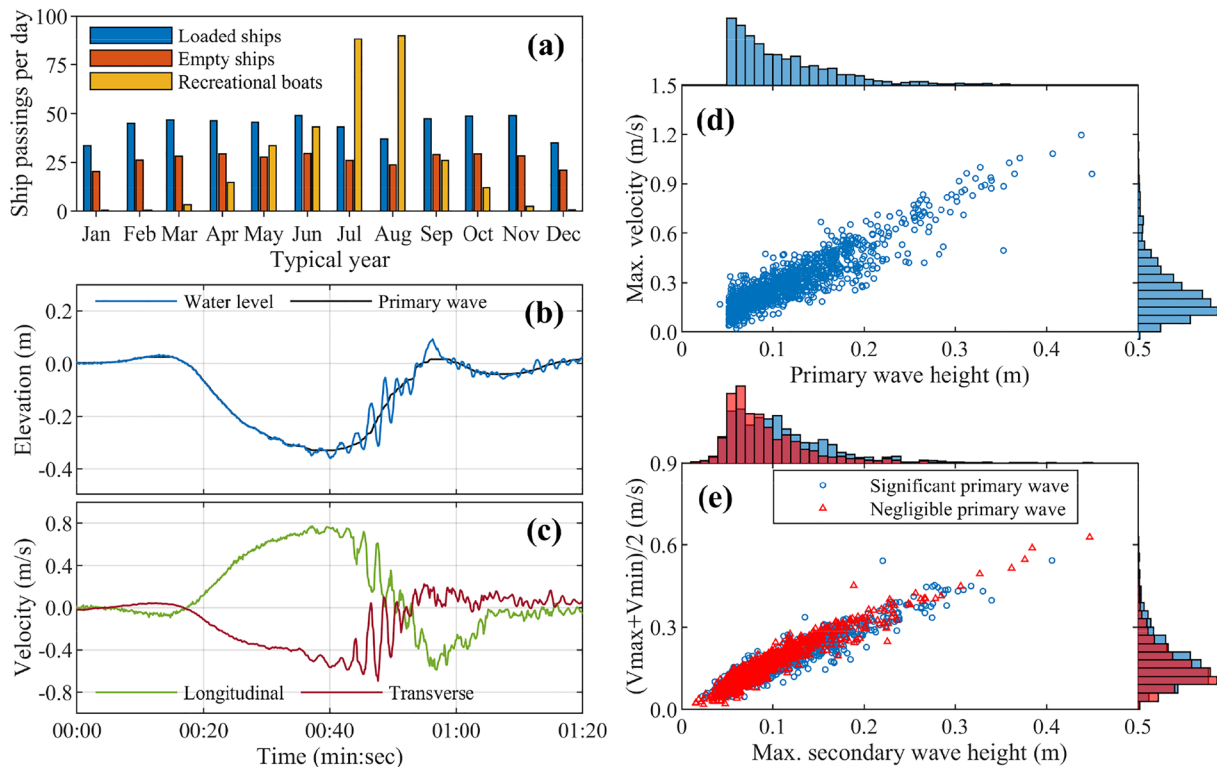 Ship passings per day
100
75
50
25
0
Loaded ships
Empty ships
Recreational boats
(a)
Jan Feb Mar Apr May Jun Jul Aug Sep Oct Nov Dec
Typical year
Elevation (m)
0.2
0.0
-0.2
-0.4
Water level
Primary wave
(b)
Velocity (m/s)
0.8
0.4
0.0
-0.4
-0.8
(c)
Longitudinal
Transverse
00:00 00:20 00:40 01:00 01:20
Time (min:sec)
Max. velocity (m/s)
1.5
1.2
0.9
0.6
0.3
0.0
(d)
0 0.1 0.2 0.3 0.4 0.5
Primary wave height (m)
(Vmax+ Vmin)/2 (m/s)
0.9
0.6
0.3
0.0
Significant primary wave
Negligible primary wave
(e)
0 0.1 0.2 0.3 0.4 0.5
Max. secondary wave height (m)